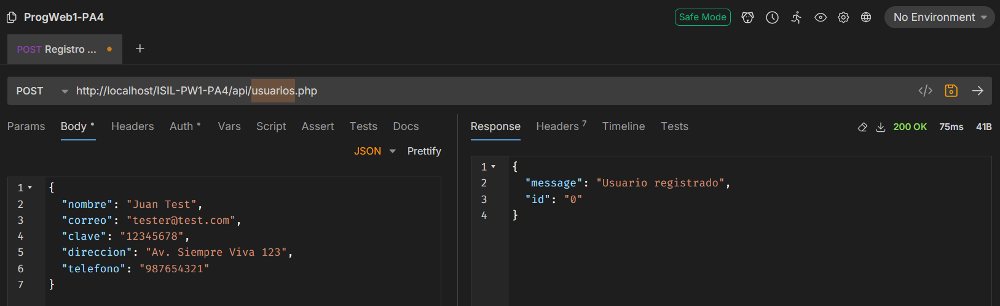 ProgWeb1-PA4
Safe Mode
No Environment
POST Registro ...
+
POST
http://localhost/ISIL-PW1-PA4/api/usuarios.php
</>
Params Body Headers Auth Vars Script Assert Tests Docs
JSON Prettify
1 {
2 "nombre": "Juan Test",
3 "correo": "tester@test.com",
4 "clave": "12345678",
5 "direccion": "Av. Siempre Viva 123",
6 "telefono": "987654321"
7 }
Response Headers 7 Timeline Tests
200 OK 75ms 41B
1 {
2 "message": "Usuario registrado",
3 "id": "0"
4 }